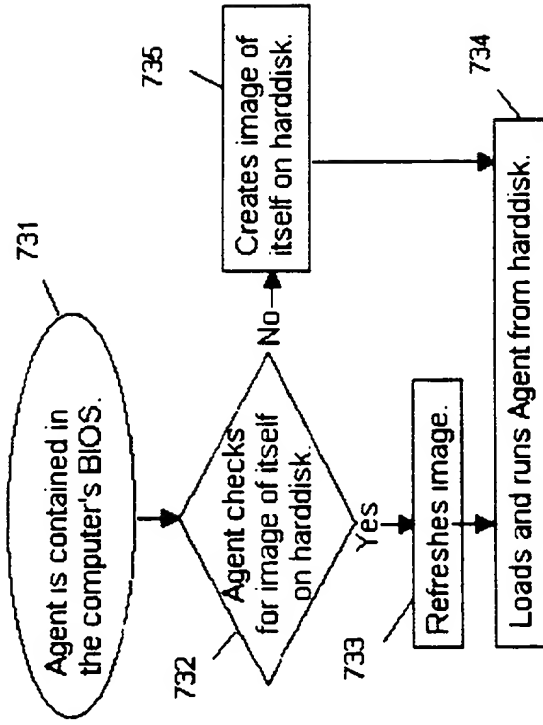 731
Agent is contained in
the computer's BIOS.
732
Agent checks
for image of itself
on harddisk.
No
735
Creates image of
itself on harddisk.
Yes
733
Refreshes image.
734
Loads and runs Agent from harddisk.